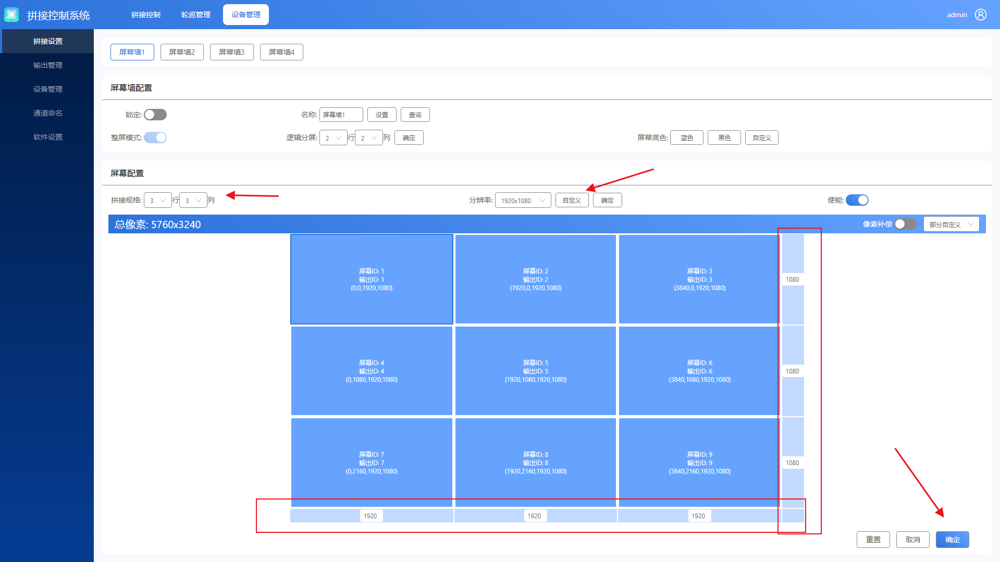 拼接控制系统
拼接控制
轮巡管理
设备管理
admin
拼接设置
输出管理
设备管理
通道命名
软件设置
屏幕墙1
屏幕墙2
屏幕墙3
屏幕墙4
屏幕墙配置
锁定:
名称: 屏幕墙1 设置 查询
整屏模式:
逻辑分屏: 2 行 2 列 确定
屏幕底色: 蓝色 黑色 自定义
屏幕配置
拼接规格: 3 行 3 列
分辨率: 1920x1080 自定义 确定
使能:
总像素: 5760x3240
像素补偿
部分自定义
屏幕ID: 1
输出ID: 1
(0,0,1920,1080)
屏幕ID: 2
输出ID: 2
(1920,0,1920,1080)
屏幕ID: 3
输出ID: 3
(3840,0,1920,1080)
1080
屏幕ID: 4
输出ID: 4
(0,1080,1920,1080)
屏幕ID: 5
输出ID: 5
(1920,1080,1920,1080)
屏幕ID: 6
输出ID: 6
(3840,1080,1920,1080)
1080
屏幕ID: 7
输出ID: 7
(0,2160,1920,1080)
屏幕ID: 8
输出ID: 8
(1920,2160,1920,1080)
屏幕ID: 9
输出ID: 9
(3840,2160,1920,1080)
1080
1920
1920
1920
重置
取消
确定